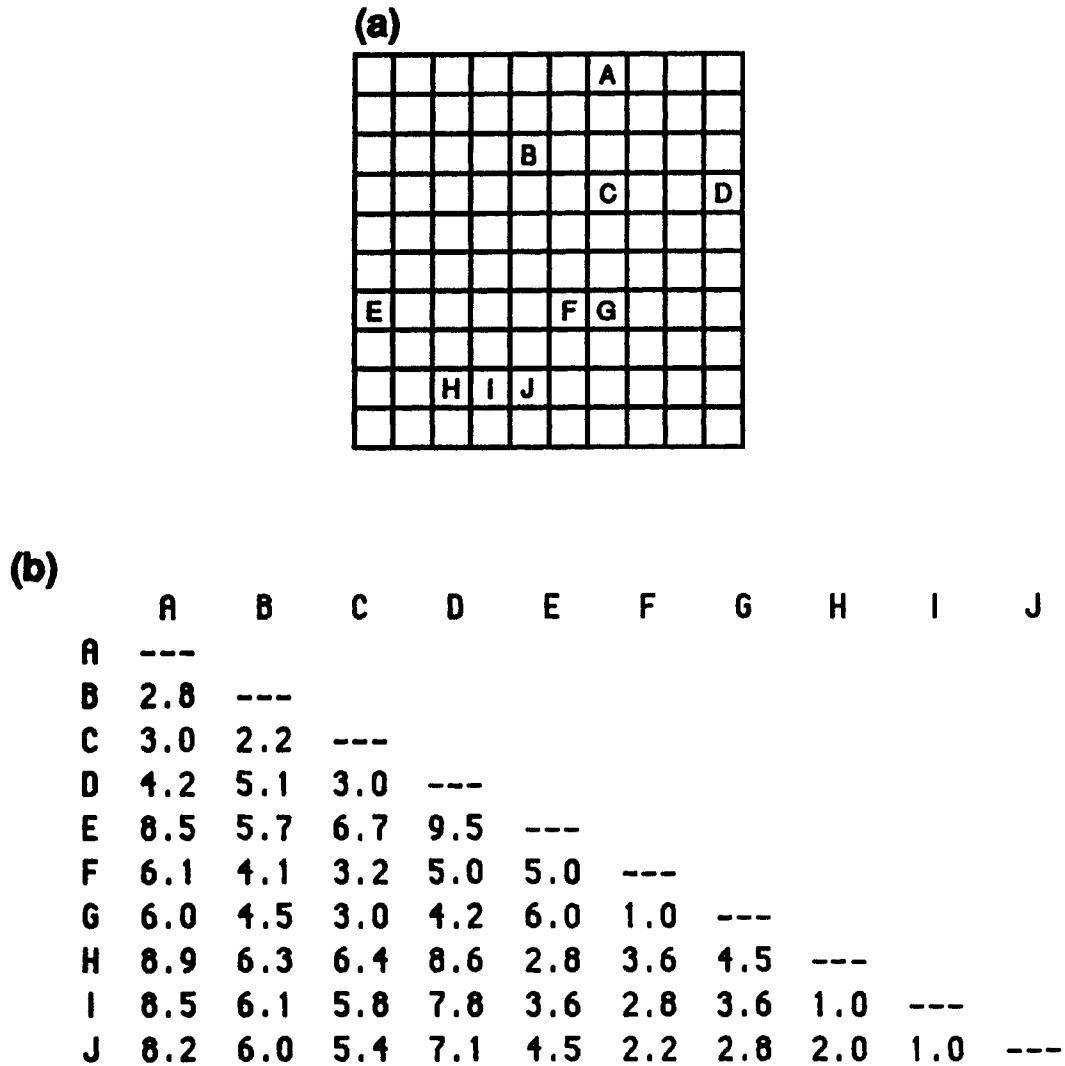 (a)
A
B
C D
E F G
H I J
(b)
A B C D E F G H I J
A ---
B 2.8 ---
C 3.0 2.2 ---
D 4.2 5.1 3.0 ---
E 8.5 5.7 6.7 9.5 ---
F 6.1 4.1 3.2 5.0 5.0 ---
G 6.0 4.5 3.0 4.2 6.0 1.0 ---
H 8.9 6.3 6.4 8.6 2.8 3.6 4.5 ---
I 8.5 6.1 5.8 7.8 3.6 2.8 3.6 1.0 ---
J 8.2 6.0 5.4 7.1 4.5 2.2 2.8 2.0 1.0 ---